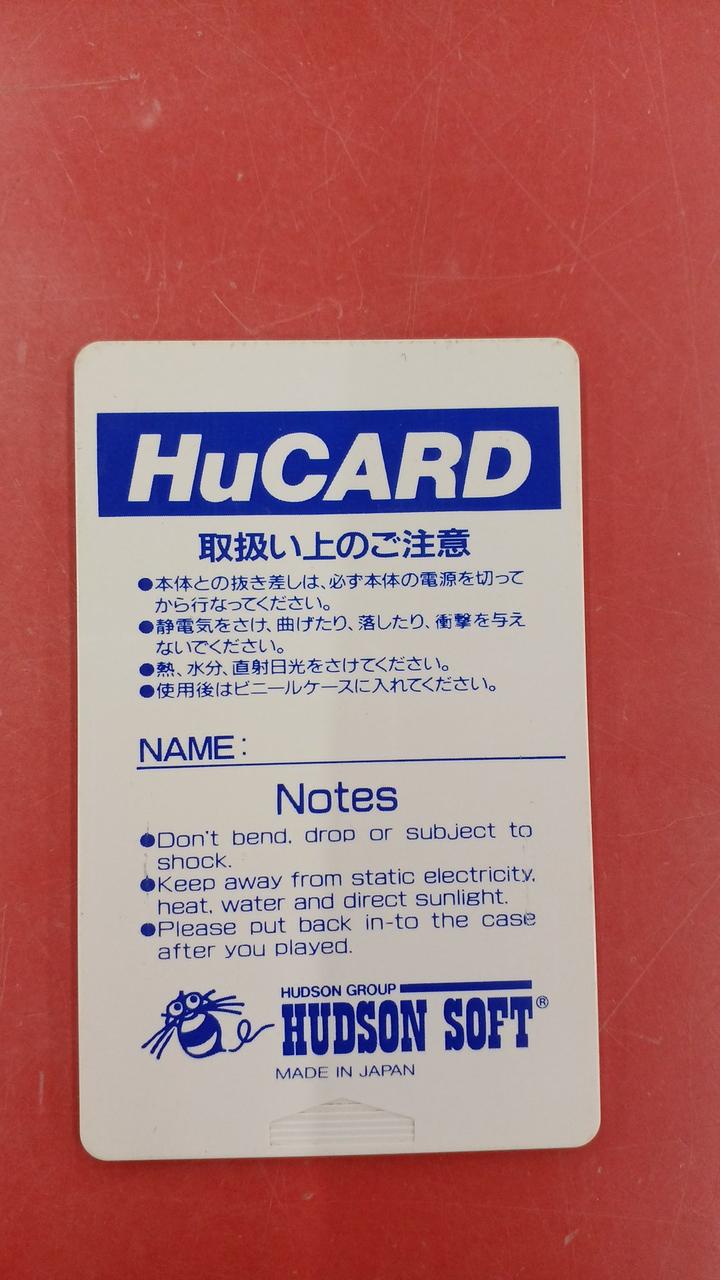 HuCARD
取扱い上のご注意
●本体との抜き差しは、必ず本体の電源を切って
から行なってください。
●静電気をさけ、曲げたり、落したり、衝撃を与え
ないでください。
●熱、水分、直射日光をさけてください。
●使用後はビニールケースに入れてください。
NAME:
Notes
●Don't bend, drop or subject to
shock.
●Keep away from static electricity,
heat, water and direct sunlight.
●Please put back in-to the case
after you played.
HUDSON GROUP
HUDSON SOFT®
MADE IN JAPAN